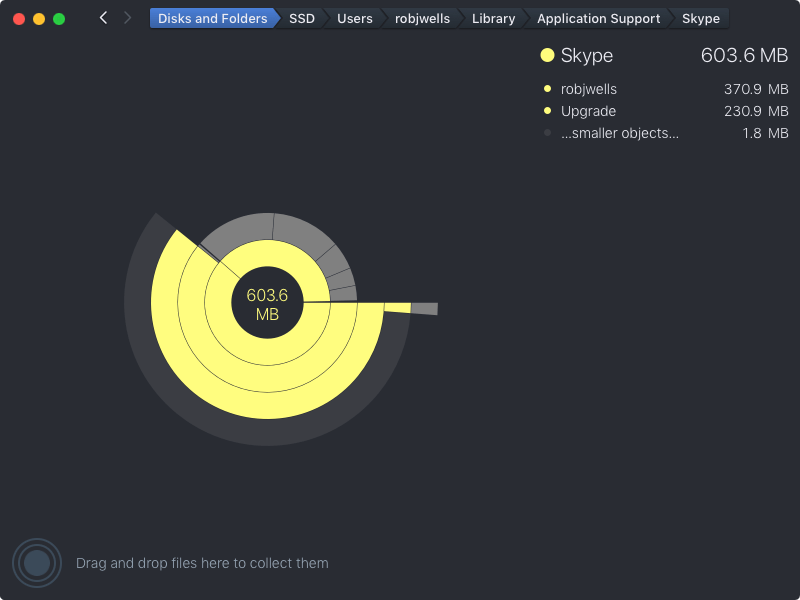 Disks and Folders SSD Users robjwells Library Application Support Skype
Skype 603.6 MB
robjwells 370.9 MB
Upgrade 230.9 MB
...smaller objects... 1.8 MB
603.6
MB
Drag and drop files here to collect them